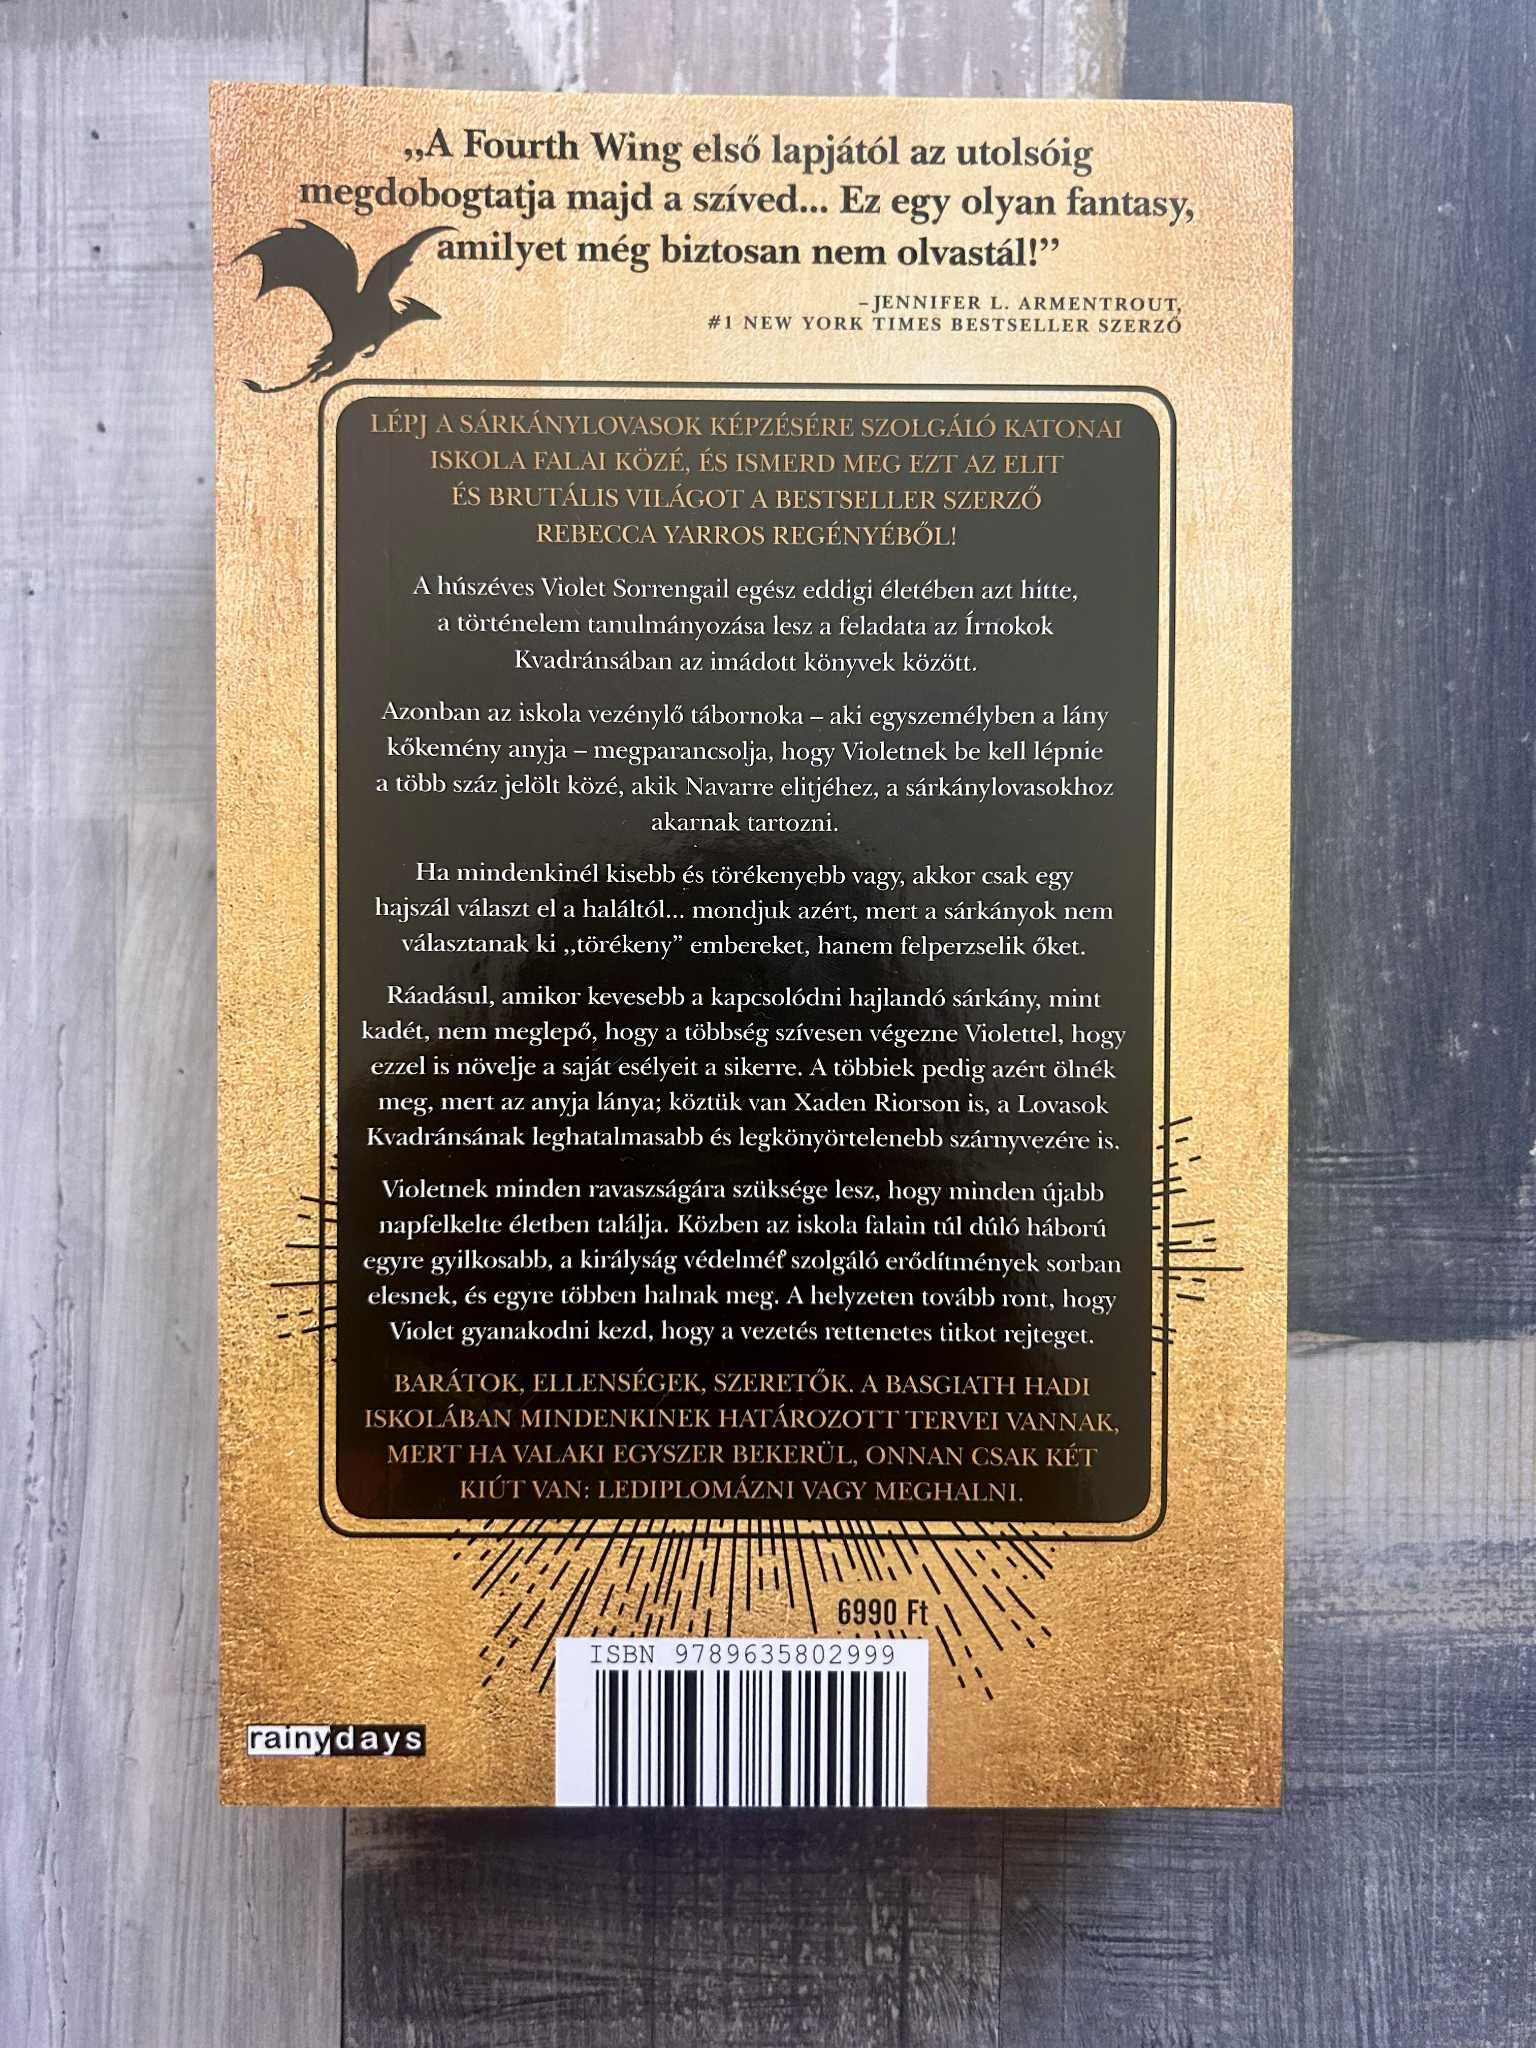 „A Fourth Wing első lapjától az utolsóig
megdobogtatja majd a szíved... Ez egy olyan fantasy,
amilyet még biztosan nem olvastál!”
– JENNIFER L. ARMENTROUT,
#1 NEW YORK TIMES BESTSELLER SZERZŐ
LÉPJ A SÁRKÁNYLOVASOK KÉPZÉSÉRE SZOLGÁLÓ KATONAI
ISKOLA FALAI KÖZÉ, ÉS ISMERD MEG EZT AZ ELIT
ÉS BRUTÁLIS VILÁGOT A BESTSELLER SZERZŐ
REBECCA YARROS REGÉNYÉBŐL!
A húszéves Violet Sorrengail egész eddigi életében azt hitte,
a történelem tanulmányozása lesz a feladata az Írnokok
Kvadránsában az imádott könyvek között.
Azonban az iskola vezénylő tábornoka – aki egyszemélyben a lány
kőkemény anyja – megparancsolja, hogy Violetnek be kell lépnie
a több száz jelölt közé, akik Navarre elitjéhez, a sárkánylovasokhoz
akarnak tartozni.
Ha mindenkinél kisebb és törékenyebb vagy, akkor csak egy
hajszál választ el a haláltól... mondjuk azért, mert a sárkányok nem
választanak ki „törékeny” embereket, hanem felperzselik őket.
Ráadásul, amikor kevesebb a kapcsolódni hajlandó sárkány, mint
kadét, nem meglepő, hogy a többség szívesen végezne Violettel, hogy
ezzel is növelje a saját esélyeit a sikerre. A többiek pedig azért ölnék
meg, mert az anyja lánya; köztük van Xaden Riorson is, a Lovasok
Kvadránsának leghatalmasabb és legkönyörtelenebb szárnyvezére is.
Violetnek minden ravaszságára szüksége lesz, hogy minden újabb
napfelkelte életben találja. Közben az iskola falain túl dúló háború
egyre gyilkosabb, a királyság védelmét szolgáló erődítmények sorban
elesnek, és egyre többen halnak meg. A helyzeten tovább ront, hogy
Violet gyanakodni kezd, hogy a vezetés rettenetes titkot rejteget.
BARÁTOK, ELLENSÉGEK, SZERETŐK. A BASGIATH HADI
ISKOLÁBAN MINDENKINEK HATÁROZOTT TERVEI VANNAK,
MERT HA VALAKI EGYSZER BEKERÜL, ONNAN CSAK KÉT
KIÚT VAN: LEDIPLOMÁZNI VAGY MEGHALNI.
6990 Ft
ISBN 9789635802999
rainydays